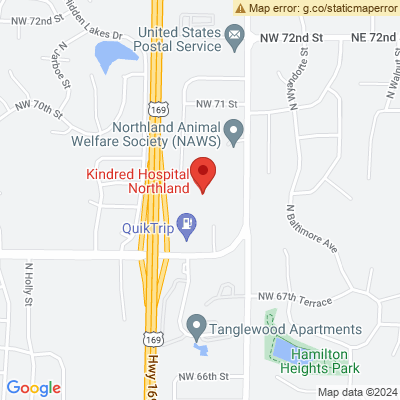 Map error: g.co/staticmaperror
Hidden Lakes Dr
N Jarboe St
United States
Postal Service
NW 72nd St
NE 72nd
N Wyandotte St
N Walnut St
NW 70th St
NW 71 St
169
Northland Animal
Welfare Society (NAWS)
Kindred Hospital
Northland
QuikTrip
N Baltimore Ave
N Holly St
NW 67th Terrace
169
Hwy 169
Tanglewood Apartments
Hamilton
Heights Park
NW 66th St
Google
Map data ©2024